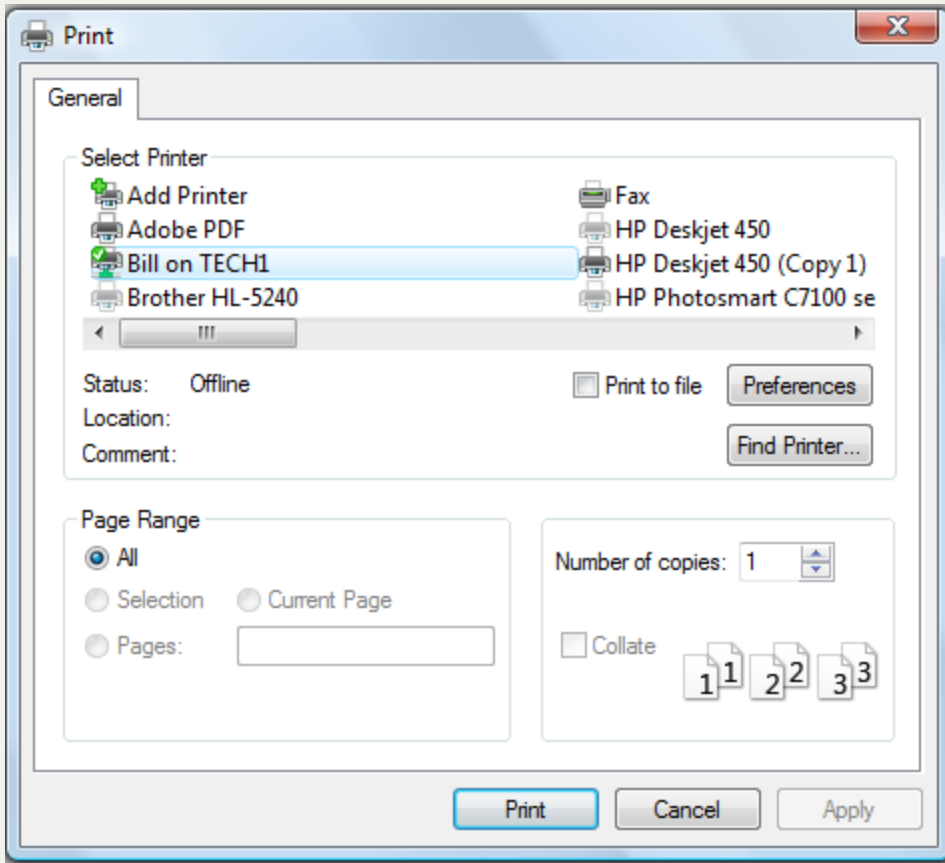 Print
X
General
Select Printer
Add Printer Fax
Adobe PDF HP Deskjet 450
Bill on TECH1 HP Deskjet 450 (Copy 1)
Brother HL-5240 HP Photosmart C7100 se
Status: Offline Print to file Preferences
Location:
Comment: Find Printer...
Page Range
All Number of copies: 1
Selection Current Page
Pages: Collate
1 1 2 2 3 3
Print Cancel Apply